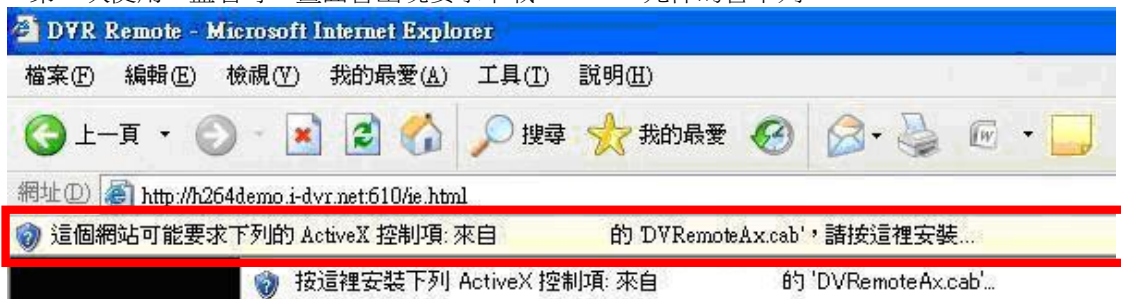 DVR Remote - Microsoft Internet Explorer
檔案(F) 編輯(E) 檢視(V) 我的最愛(A) 工具(T) 說明(H)
上一頁 搜尋 我的最愛
網址(D) http://h264demo.i-dvr.net:610/ie.html
這個網站可能要求下列的 ActiveX 控制項: 來自 的 'DVRemoteAx.cab'，請按這裡安裝...
按這裡安裝下列 ActiveX 控制項: 來自 的 'DVRemoteAx.cab'...